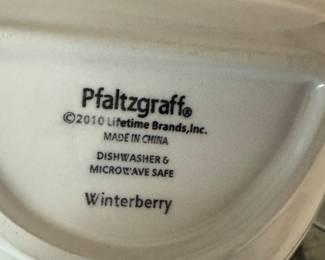 Pfaltzgraff®
©2010 Lifetime Brands,Inc.
MADE IN CHINA
DISHWASHER &
MICROWAVE SAFE
Winterberry